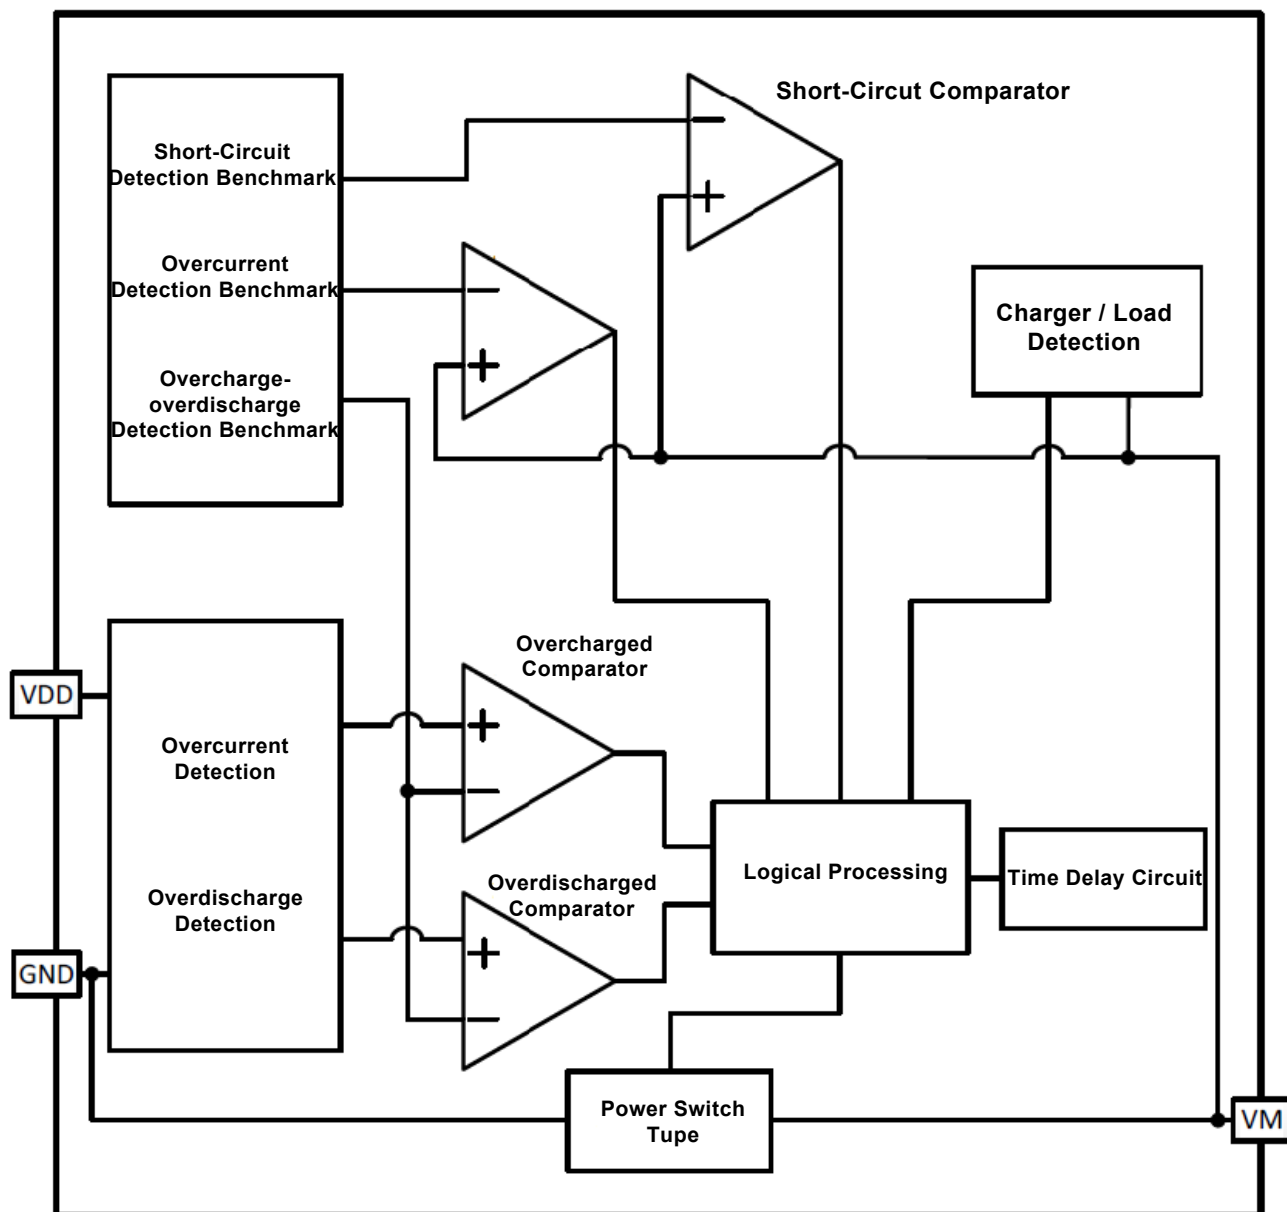 Short-Circut Comparator
Short-Circuit
Detection Benchmark
Overcurrent
Detection Benchmark
Overcharge-
overdischarge
Detection Benchmark
Charger / Load
Detection
Overcharged
Comparator
VDD
Overcurrent
Detection
Overdischarge
Detection
Overdischarged
Comparator
Logical Processing
Time Delay Circuit
GND
Power Switch
Tupe
VM